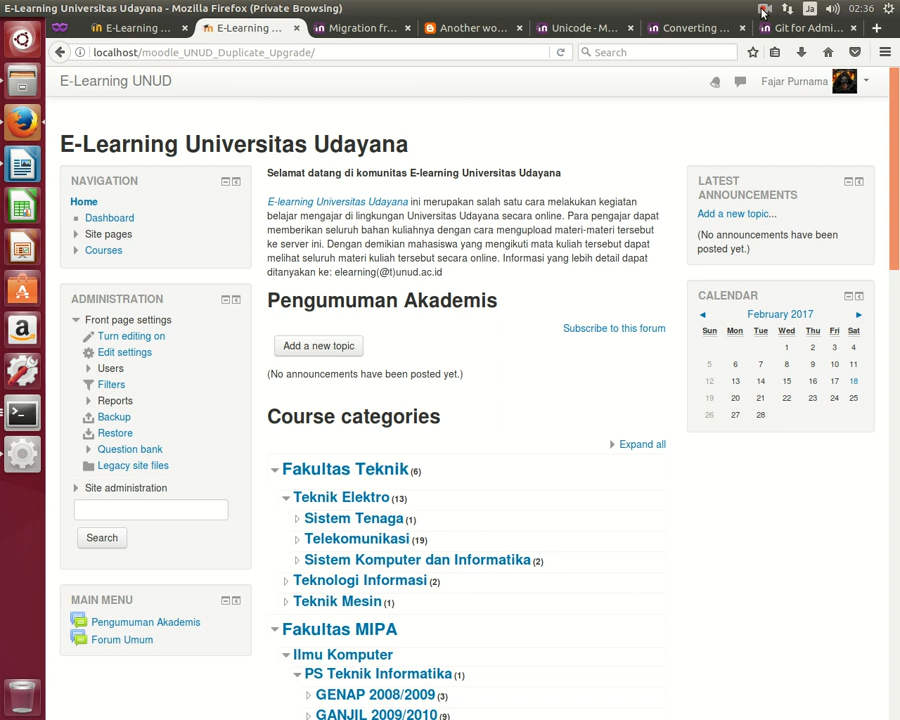 E-Learning Universitas Udayana - Mozilla Firefox (Private Browsing)
Ja
02:36
E-Learning ...
E-Learning ...
Migration fr...
Another wo...
Unicode - M...
Converting ...
Git for Admi...
localhost/moodle_UNUD_Duplicate_Upgrade/
Search
E-Learning UNUD
Fajar Purnama
E-Learning Universitas Udayana
NAVIGATION
Home
Dashboard
Site pages
Courses
ADMINISTRATION
Front page settings
Turn editing on
Edit settings
Users
Filters
Reports
Backup
Restore
Question bank
Legacy site files
Site administration
Search
MAIN MENU
Pengumuman Akademis
Forum Umum
Selamat datang di komunitas E-learning Universitas Udayana
E-learning Universitas Udayana ini merupakan salah satu cara melakukan kegiatan
belajar mengajar di lingkungan Universitas Udayana secara online. Para pengajar dapat
memberikan seluruh bahan kuliahnya dengan cara mengupload materi-materi tersebut
ke server ini. Dengan demikian mahasiswa yang mengikuti mata kuliah tersebut dapat
melihat seluruh materi kuliah tersebut secara online. Informasi yang lebih detail dapat
ditanyakan ke: elearning(@t)unud.ac.id
Pengumuman Akademis
Subscribe to this forum
Add a new topic
(No announcements have been posted yet.)
Course categories
Expand all
Fakultas Teknik (6)
Teknik Elektro (13)
Sistem Tenaga (1)
Telekomunikasi (19)
Sistem Komputer dan Informatika (2)
Teknologi Informasi (2)
Teknik Mesin (1)
Fakultas MIPA
Ilmu Komputer
PS Teknik Informatika (1)
GENAP 2008/2009 (3)
GANJIL 2009/2010 (9)
LATEST
ANNOUNCEMENTS
Add a new topic...
(No announcements have been
posted yet.)
CALENDAR
◄ February 2017 ►
Sun Mon Tue Wed Thu Fri Sat
1 2 3 4
5 6 7 8 9 10 11
12 13 14 15 16 17 18
19 20 21 22 23 24 25
26 27 28